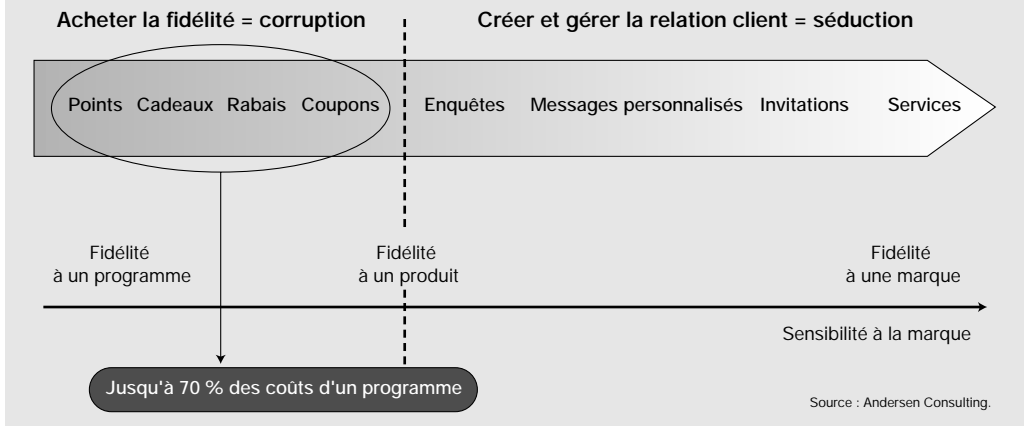 Acheter la fidélité = corruption
Créer et gérer la relation client = séduction
Points Cadeaux Rabais Coupons Enquêtes Messages personnalisés Invitations Services
Fidélité
à un programme
Fidélité
à un produit
Fidélité
à une marque
Sensibilité à la marque
Jusqu'à 70 % des coûts d'un programme
Source : Andersen Consulting.